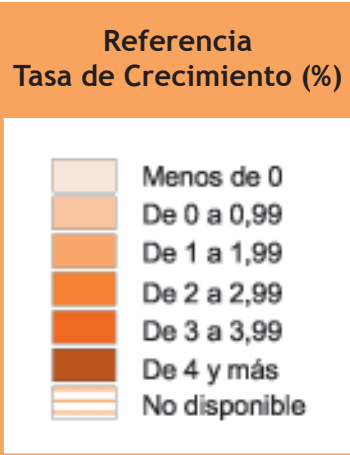 Referencia
Tasa de Crecimiento (%)
Menos de 0
De 0 a 0,99
De 1 a 1,99
De 2 a 2,99
De 3 a 3,99
De 4 y más
No disponible